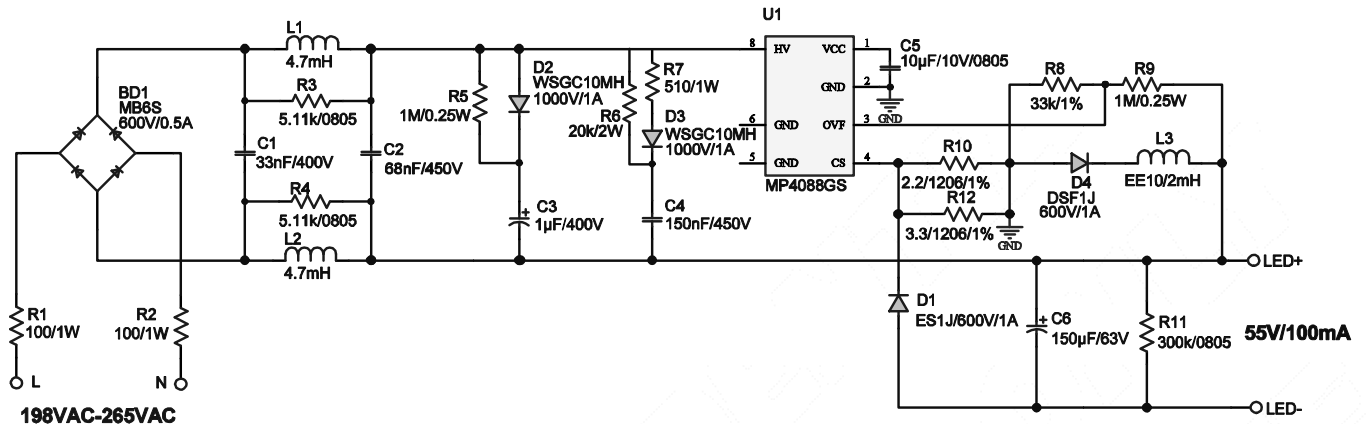 U1
L1
4.7mH
BD1
MB6S
600V/0.5A
R3
5.11k/0805
C1
33nF/400V
C2
68nF/450V
R4
5.11k/0805
L2
4.7mH
R1
100/1W
R2
100/1W
L
N
198VAC-265VAC
R5
1M/0.25W
D2
WSGC10MH
1000V/1A
C3
+
1µF/400V
R6
20k/2W
R7
510/1W
D3
WSGC10MH
1000V/1A
C4
150nF/450V
8
HV
VCC
1
GND
2
6
GND
OVF
3
5
GND
CS
4
MP4088GS
C5
10µF/10V/0805
GND
R8
33k/1%
R9
1M/0.25W
R10
2.2/1206/1%
R12
3.3/1206/1%
GND
D4
DSF1J
600V/1A
L3
EE10/2mH
D1
ES1J/600V/1A
C6
+
150µF/63V
R11
300k/0805
LED+
55V/100mA
LED-